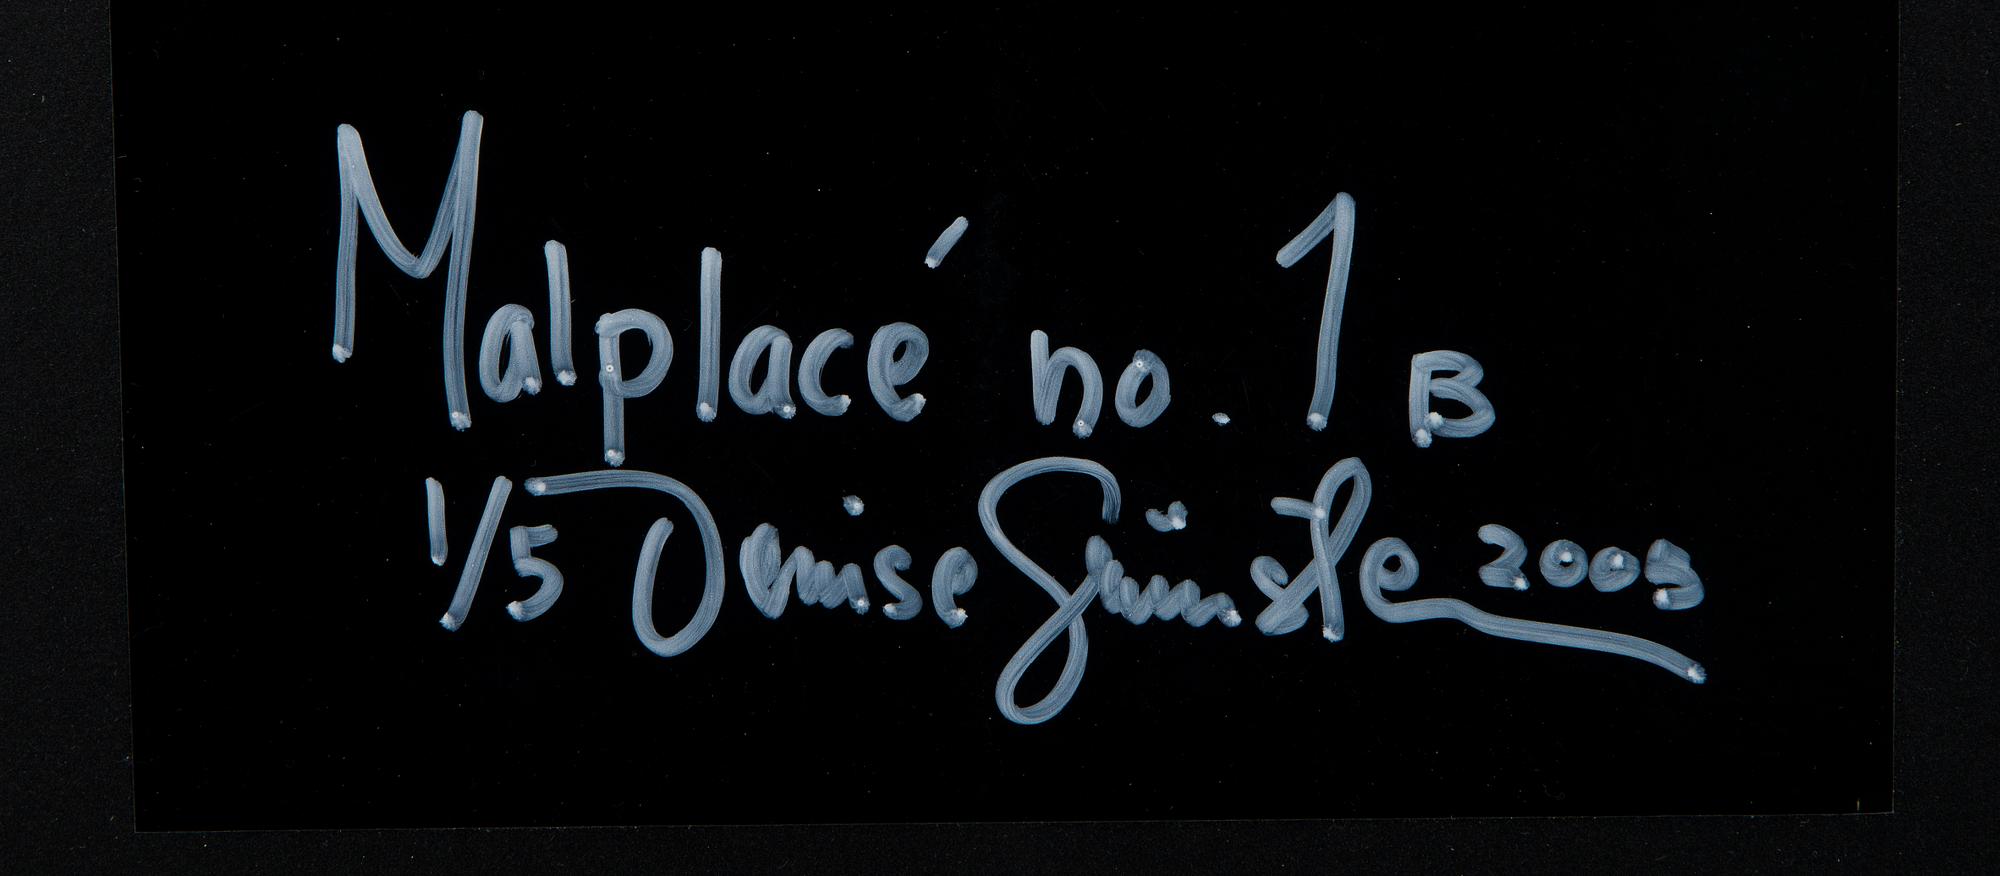 Malplacé no. 1 B
1/5 Denise Grünstein 2005